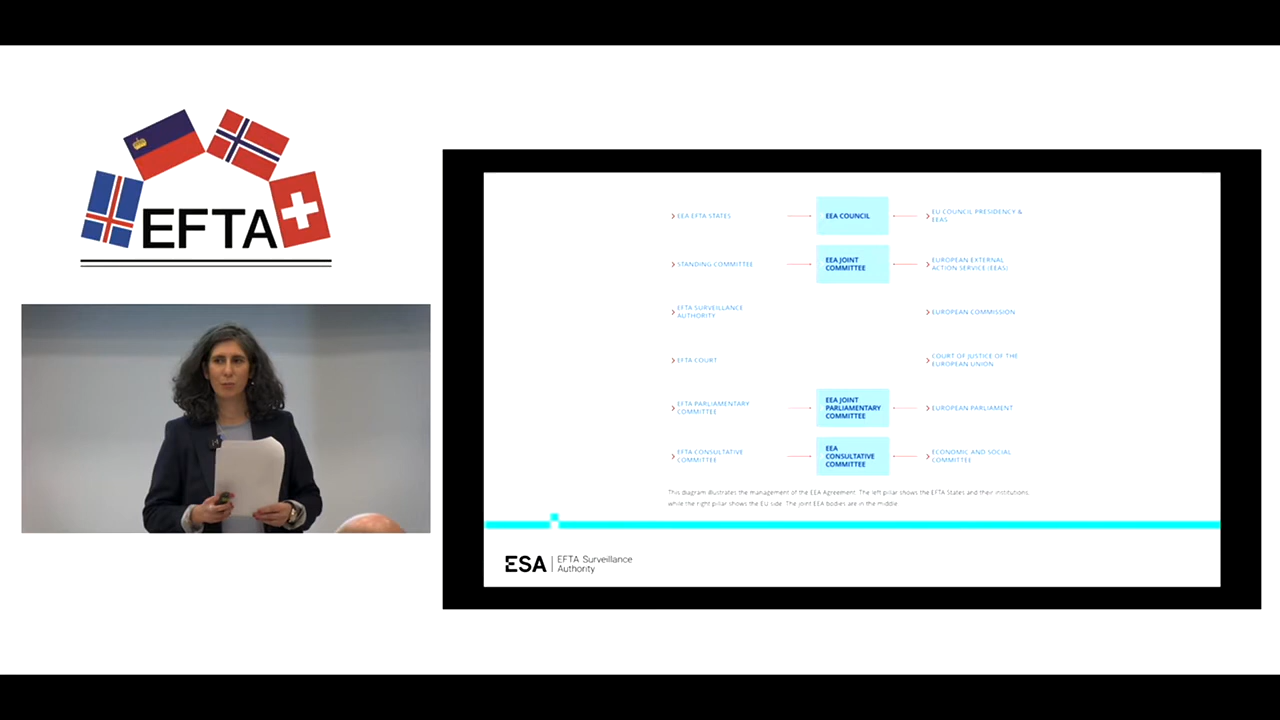 EFTA
EEA EFTA STATES
EEA COUNCIL
EU COUNCIL PRESIDENCY &
EEAS
STANDING COMMITTEE
EEA JOINT
COMMITTEE
EUROPEAN EXTERNAL
ACTION SERVICE (EEAS)
EFTA SURVEILLANCE
AUTHORITY
EUROPEAN COMMISSION
EFTA COURT
COURT OF JUSTICE OF THE
EUROPEAN UNION
EFTA PARLIAMENTARY
COMMITTEE
EEA JOINT
PARLIAMENTARY
COMMITTEE
EUROPEAN PARLIAMENT
EFTA CONSULTATIVE
COMMITTEE
EEA
CONSULTATIVE
COMMITTEE
ECONOMIC AND SOCIAL
COMMITTEE
This diagram illustrates the management of the EEA Agreement. The left pillar shows the EFTA States and their institutions,
while the right pillar shows the EU side. The joint EEA bodies are in the middle.
ESA
EFTA Surveillance
Authority